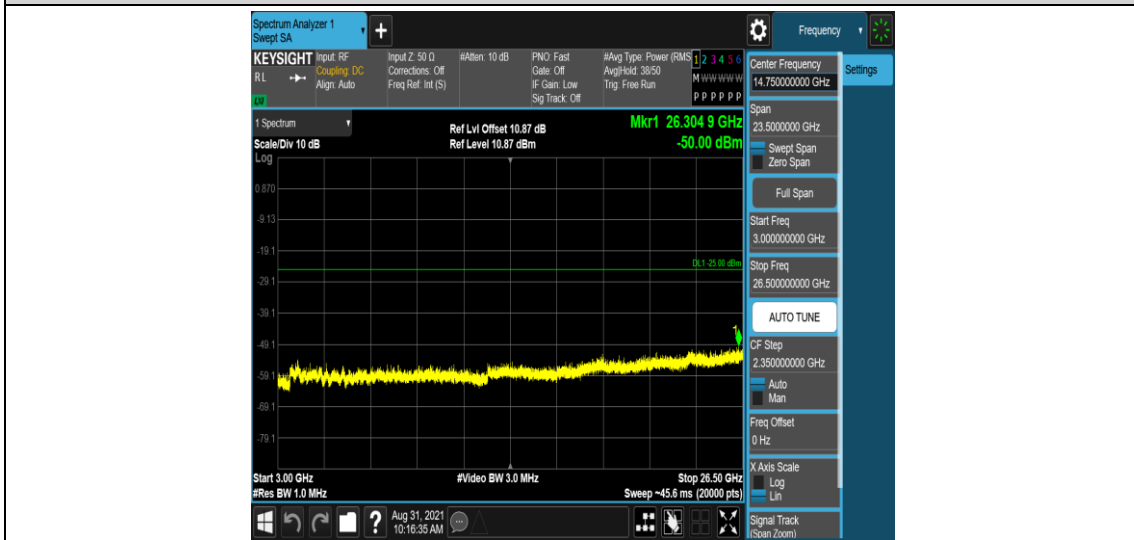 Spectrum Analyzer 1
Swept SA
Frequency
KEYSIGHT
RL
Input: RF
Coupling: DC
Align: Auto
Input Z: 50 Ω
Corrections: Off
Freq Ref: Int (S)
#Atten: 10 dB
PNO: Fast
Gate: Off
IF Gain: Low
Sig Track: Off
#Avg Type: Power (RMS
Avg|Hold: 38/50
Trig: Free Run
1 2 3 4 5 6
M W W W W W
P P P P P P
LXI
1 Spectrum
Scale/Div 10 dB
Log
Ref Lvl Offset 10.87 dB
Ref Level 10.87 dBm
Mkr1 26.304 9 GHz
-50.00 dBm
0.870
-9.13
-19.1
DL1 -25.00 dBm
-29.1
-39.1
1
-49.1
-59.1
-69.1
-79.1
Start 3.00 GHz
#Res BW 1.0 MHz
#Video BW 3.0 MHz
Stop 26.50 GHz
Sweep ~45.6 ms (20000 pts)
?
Aug 31, 2021
10:16:35 AM
Center Frequency
14.750000000 GHz
Settings
Span
23.5000000 GHz
Swept Span
Zero Span
Full Span
Start Freq
3.000000000 GHz
Stop Freq
26.500000000 GHz
AUTO TUNE
CF Step
2.350000000 GHz
Auto
Man
Freq Offset
0 Hz
X Axis Scale
Log
Lin
Signal Track
(Span Zoom)